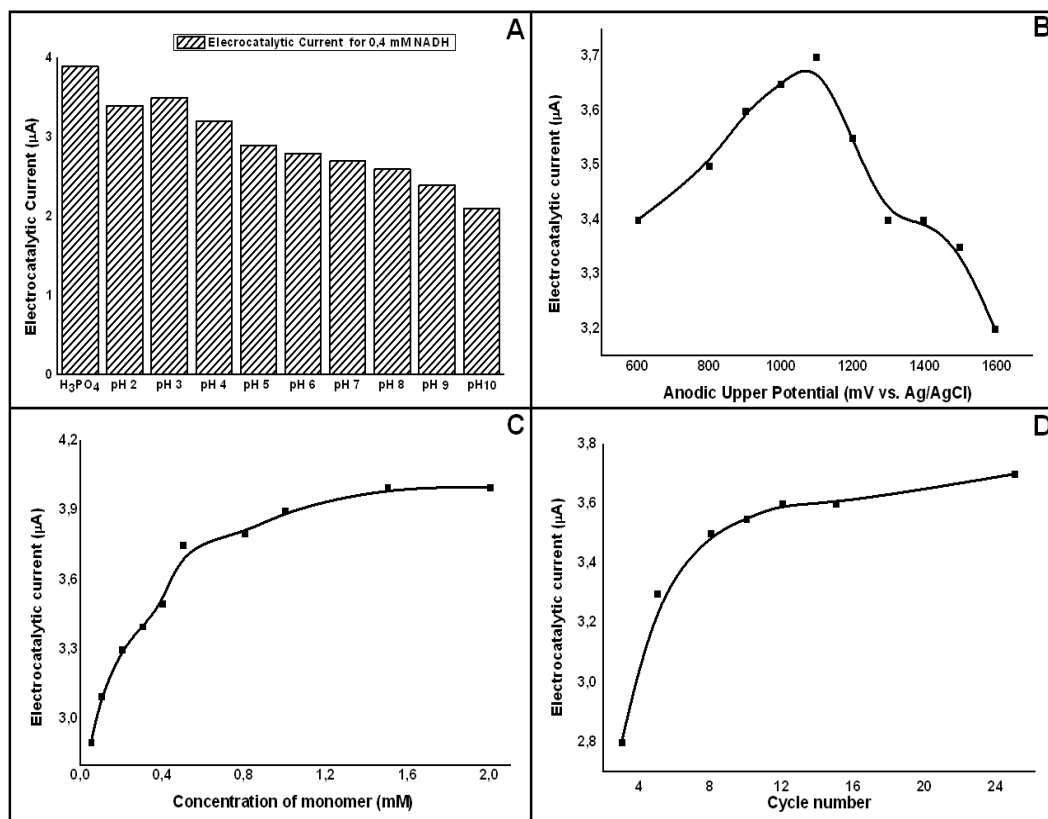 A
Elecrocatalytic Current for 0,4 mM NADH
Electrocatalytic Current (μA)
4
3
2
1
0
H₃PO₄ pH 2 pH 3 pH 4 pH 5 pH 6 pH 7 pH 8 pH 9 pH10
B
Electrocatalytic current (μA)
3,7
3,6
3,5
3,4
3,3
3,2
600 800 1000 1200 1400 1600
Anodic Upper Potential (mV vs. Ag/AgCl)
C
Electrocatalytic current (μA)
4,2
3,9
3,6
3,3
3,0
0,0 0,4 0,8 1,2 1,6 2,0
Concentration of monomer (mM)
D
Electrocatalytic current (μA)
3,8
3,6
3,4
3,2
3,0
2,8
4 8 12 16 20 24
Cycle number